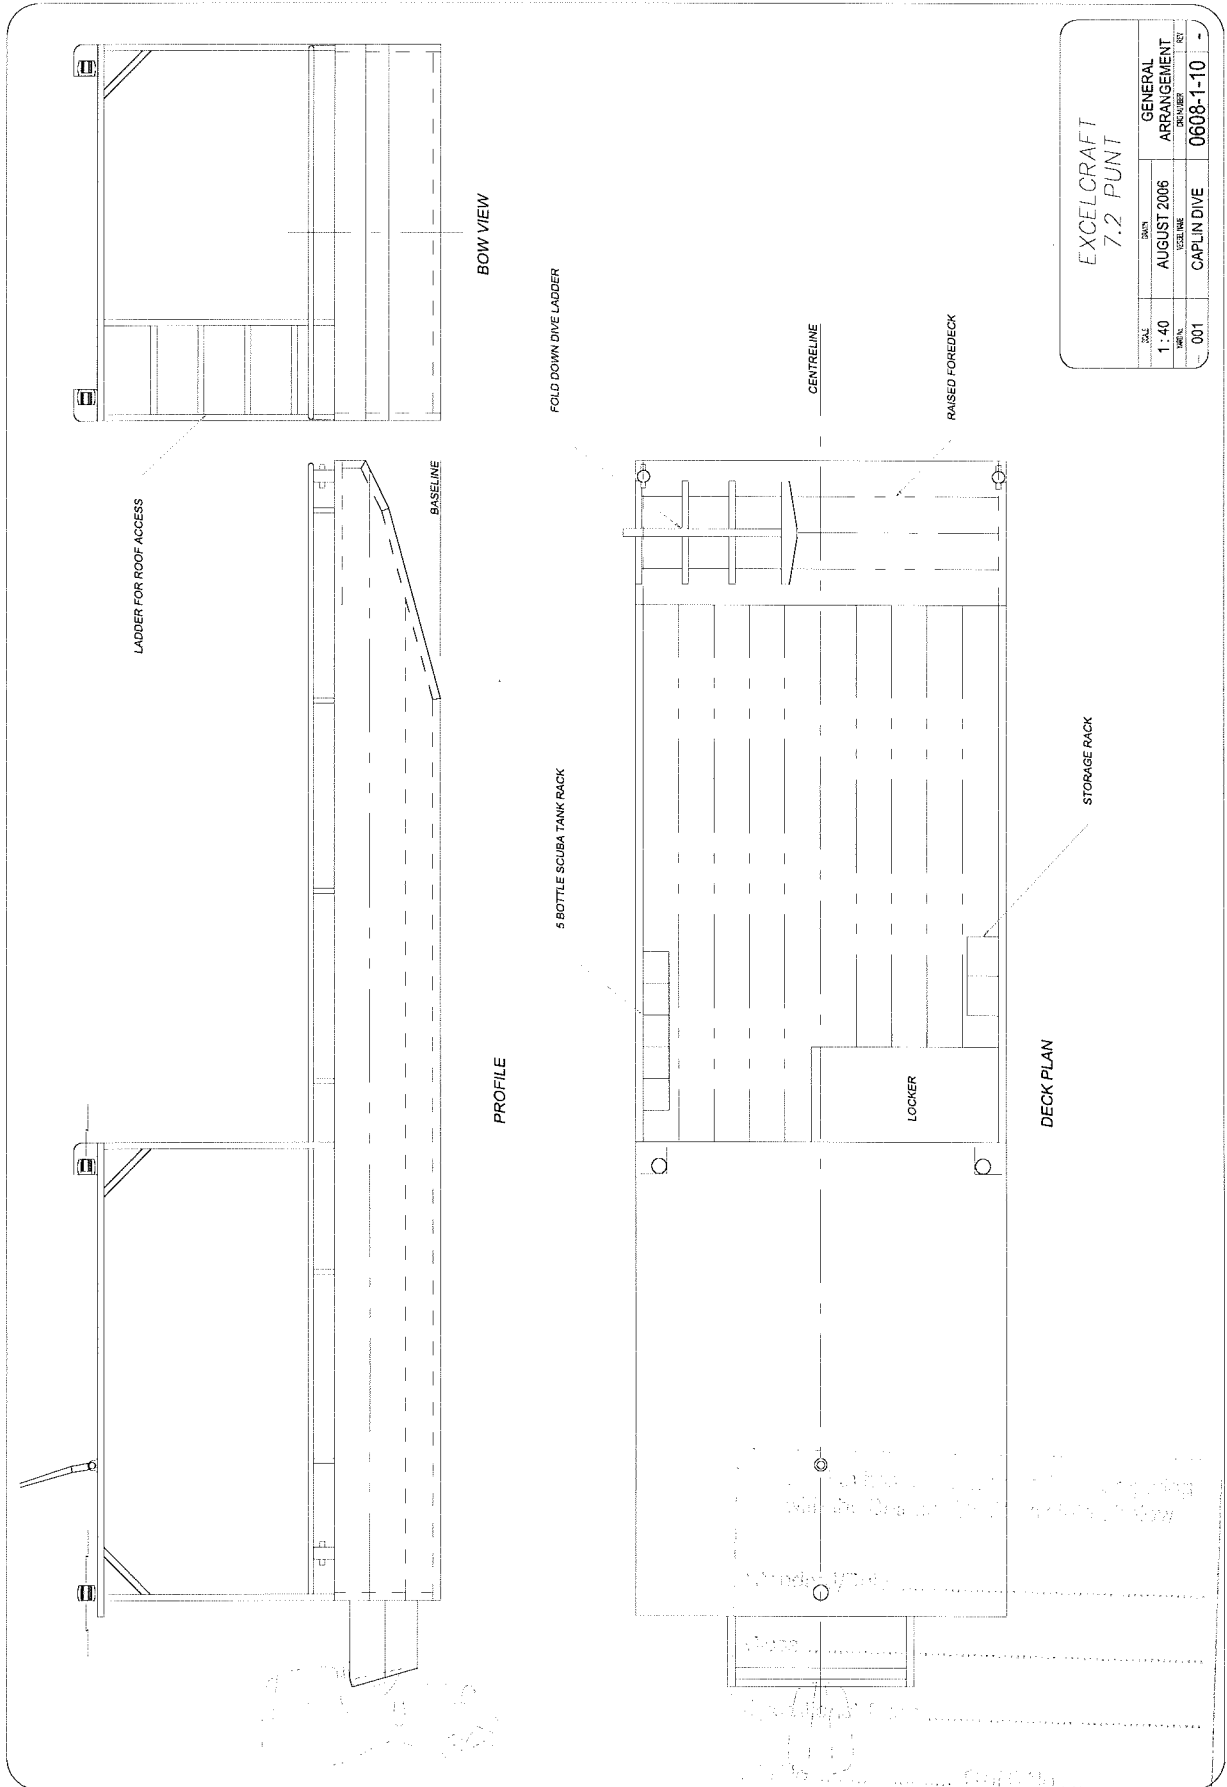 LADDER FOR ROOF ACCESS
BASELINE
PROFILE
BOW VIEW
5 BOTTLE SCUBA TANK RACK
FOLD DOWN DIVE LADDER
CENTRELINE
LOCKER
RAISED FOREDECK
STORAGE RACK
DECK PLAN
EXCELCRAFT
7.2 PUNT
SCALE
1 : 40
DRAWN
AUGUST 2006
GENERAL
ARRANGEMENT
YARD No.
001
VESSEL NAME
CAPLIN DIVE
DRG NUMBER
0608-1-10
REV
-